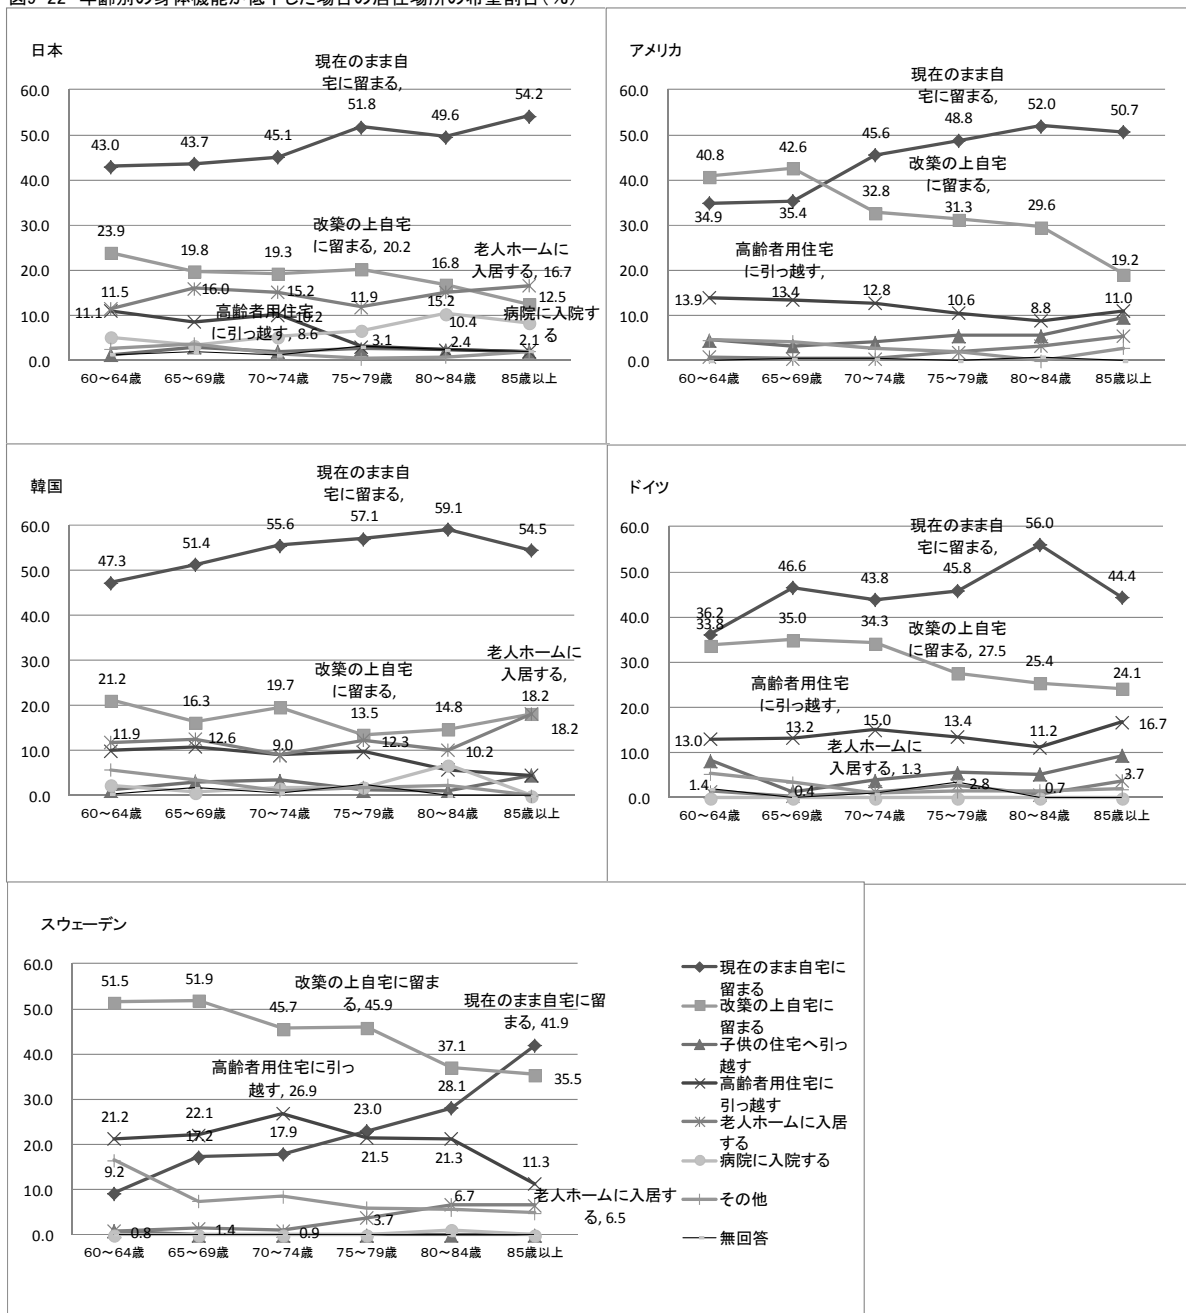 図9-22 年齢別の身体機能が低下した場合の居住場所の希望割合(%)
日本
現在のまま自
宅に留まる,
51.8
60.0
50.0
40.0
30.0
20.0
10.0
0.0
43.0
43.7
45.1
49.6
54.2
改築の上自宅
に留まる, 20.2
23.9
19.8
19.3
16.8
12.5
老人ホームに
入居する, 16.7
11.5
16.0
15.2
11.9
15.2
高齢者用住宅
に引っ越す, 8.6
11.1
10.2
3.1
2.4
2.1
10.4
病院に入院す
る
60~64歳
65~69歳
70~74歳
75~79歳
80~84歳
85歳以上
アメリカ
現在のまま自
宅に留まる,
48.8
60.0
50.0
40.0
30.0
20.0
10.0
0.0
34.9
35.4
45.6
52.0
50.7
改築の上自宅
に留まる,
31.3
40.8
42.6
32.8
29.6
19.2
高齢者用住宅
に引っ越す,
13.4
13.9
12.8
10.6
8.8
11.0
60~64歳
65~69歳
70~74歳
75~79歳
80~84歳
85歳以上
韓国
現在のまま自
宅に留まる,
57.1
60.0
50.0
40.0
30.0
20.0
10.0
0.0
47.3
51.4
55.6
59.1
54.5
改築の上自宅
に留まる,
13.5
21.2
16.3
19.7
14.8
18.2
老人ホームに
入居する,
18.2
11.9
12.6
9.0
12.3
10.2
60~64歳
65~69歳
70~74歳
75~79歳
80~84歳
85歳以上
ドイツ
現在のまま自
宅に留まる,
45.8
60.0
50.0
40.0
30.0
20.0
10.0
0.0
36.2
46.6
43.8
56.0
44.4
改築の上自宅
に留まる, 27.5
33.8
35.0
34.3
25.4
24.1
高齢者用住宅
に引っ越す,
13.2
13.0
15.0
13.4
11.2
16.7
老人ホームに
入居する, 1.3
1.4
0.4
2.8
0.7
3.7
60~64歳
65~69歳
70~74歳
75~79歳
80~84歳
85歳以上
スウェーデン
60.0
50.0
40.0
30.0
20.0
10.0
0.0
改築の上自宅に留ま
る, 45.9
51.5
51.9
45.7
37.1
35.5
現在のまま自宅に留
まる, 41.9
9.2
17.2
17.9
23.0
28.1
高齢者用住宅に引っ
越す, 26.9
21.2
22.1
21.5
21.3
11.3
老人ホームに入居す
る, 6.5
0.8
1.4
0.9
3.7
6.7
60~64歳
65~69歳
70~74歳
75~79歳
80~84歳
85歳以上
現在のまま自宅に
留まる
改築の上自宅に
留まる
子供の住宅へ引っ
越す
高齢者用住宅に
引っ越す
老人ホームに入居
する
病院に入院する
その他
無回答